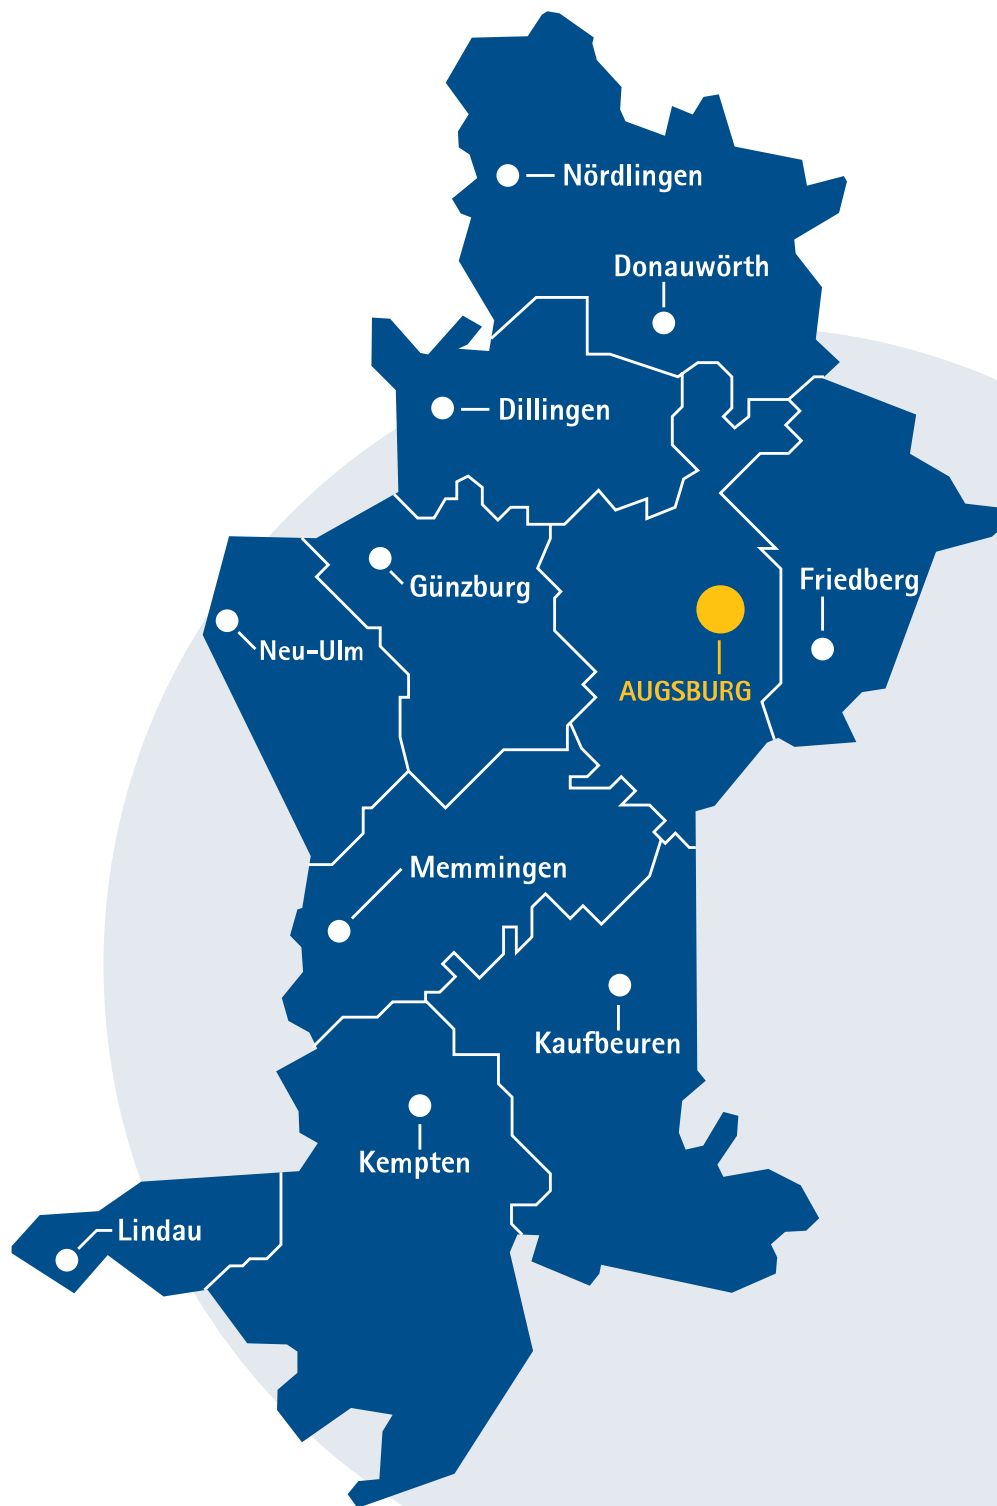 Nördlingen
Donauwörth
Dillingen
Friedberg
Günzburg
Neu-Ulm
AUGSBURG
Memmingen
Kaufbeuren
Kempten
Lindau